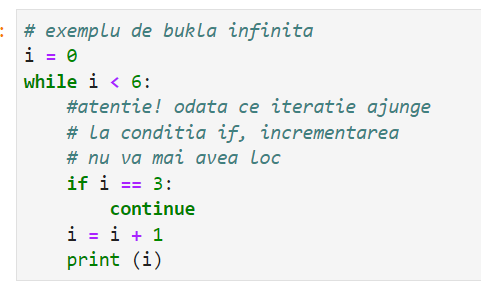 # exemplu de bukla infinita
i = 0
while i < 6:
    #atentie! odata ce iteratie ajunge
    # la conditia if, incrementarea
    # nu va mai avea loc
    if i == 3:
        continue
    i = i + 1
    print (i)